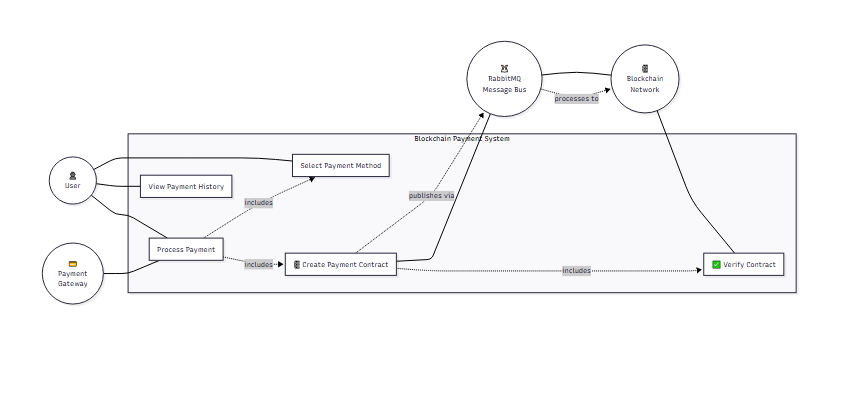 RabbitMQ
Message Bus
Blockchain
Network
processes to
Blockchain Payment System
User
Select Payment Method
View Payment History
includes
publishes via
Process Payment
Payment
Gateway
includes
Create Payment Contract
includes
Verify Contract